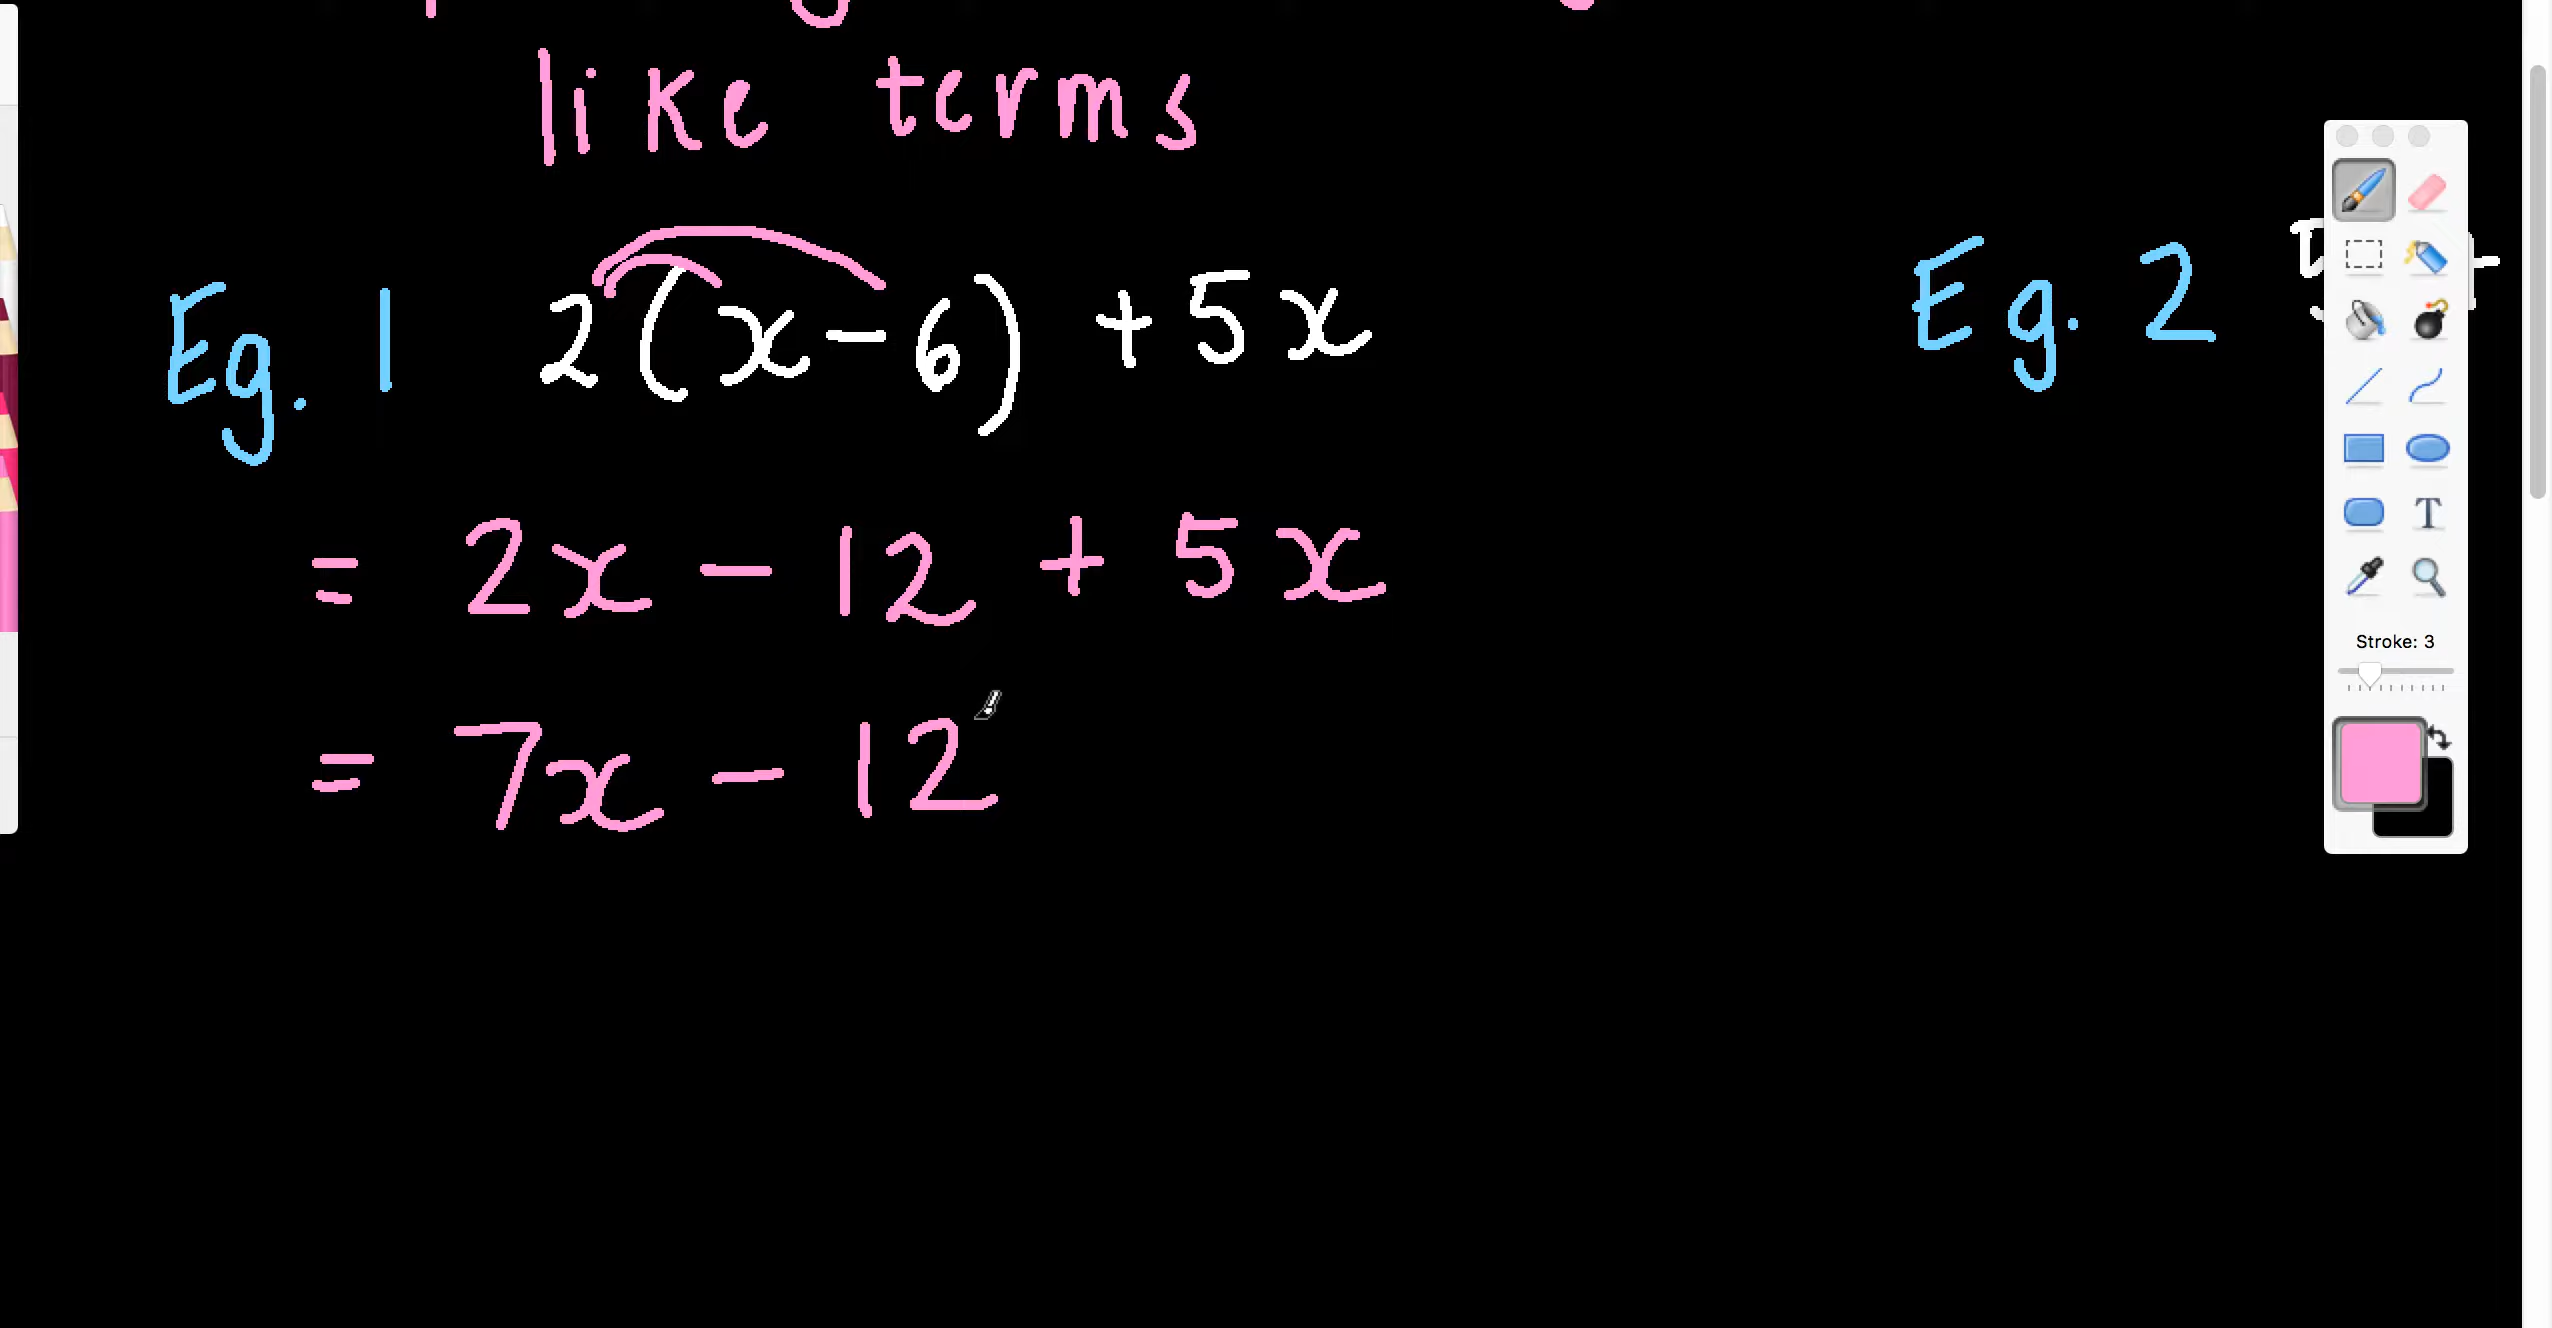 like terms
Eg. 1 2(x-6) +5x
= 2x - 12 + 5x
= 7x - 12
Eg. 2
T
Stroke: 3